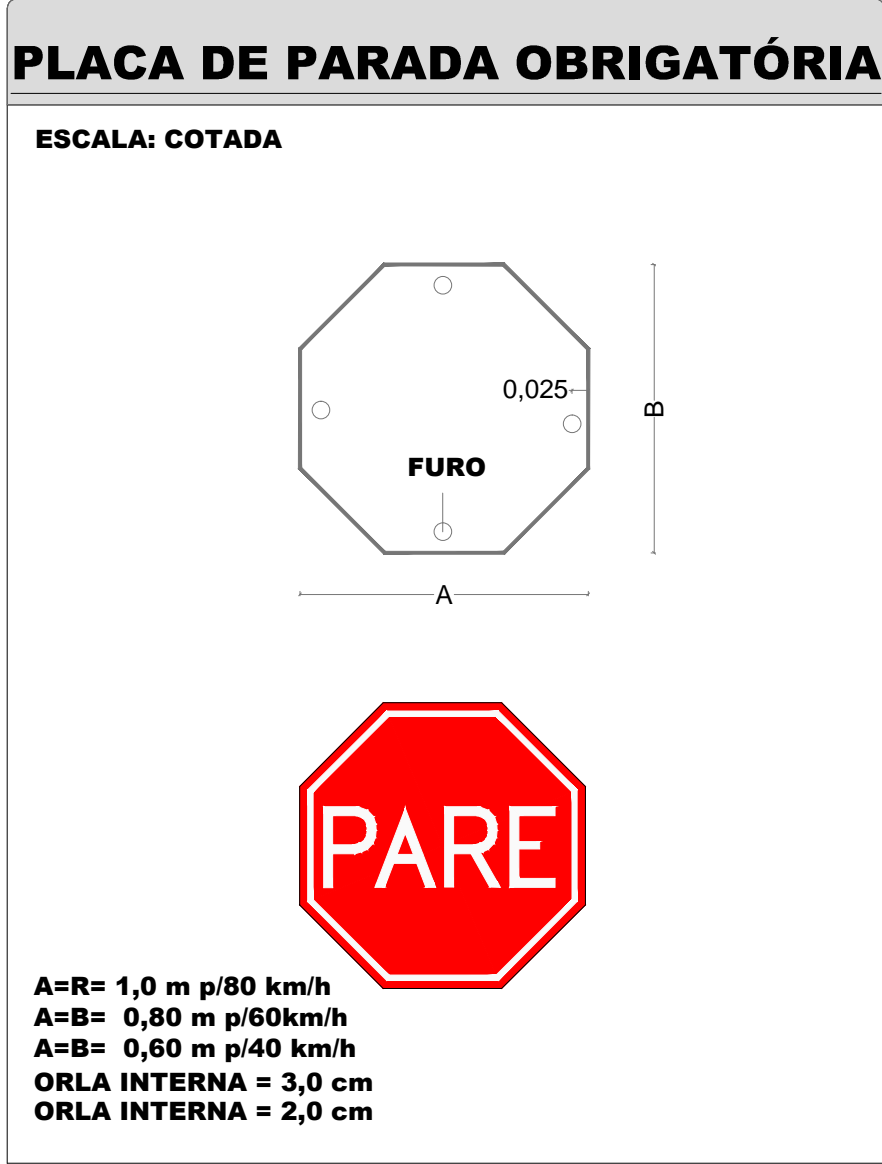 PLACA DE PARADA OBRIGATÓRIA
ESCALA: COTADA
0,025
B
FURO
A
PARE
A=R= 1,0 m p/80 km/h
A=B= 0,80 m p/60km/h
A=B= 0,60 m p/40 km/h
ORLA INTERNA = 3,0 cm
ORLA INTERNA = 2,0 cm